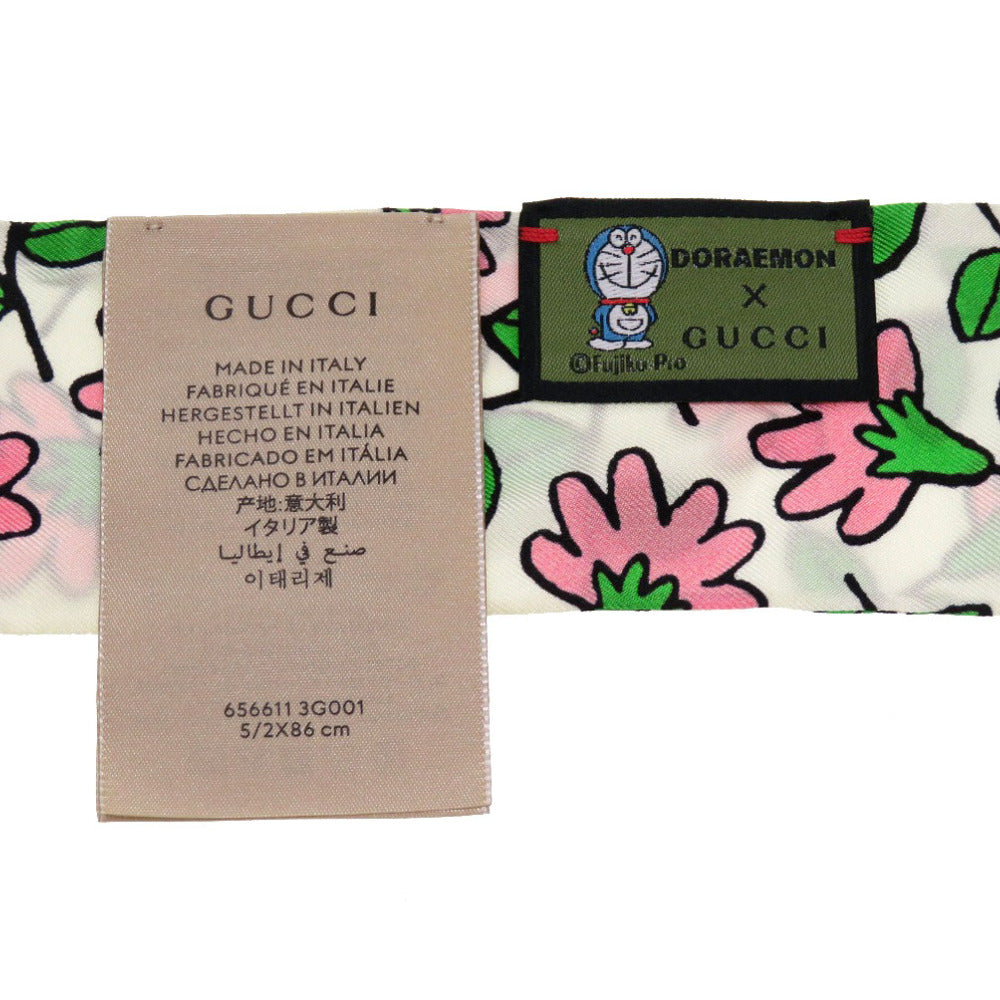 GUCCI
MADE IN ITALY
FABRIQUÉ EN ITALIE
HERGESTELLT IN ITALIEN
HECHO EN ITALIA
FABRICADO EM ITÁLIA
СДЕЛАНО В ИТАЛИИ
产地:意大利
イタリア製
صنع في إيطاليا
이태리제
656611 3G001
5/2X86 cm
DORAEMON
X
GUCCI
©Fujiko-Pro